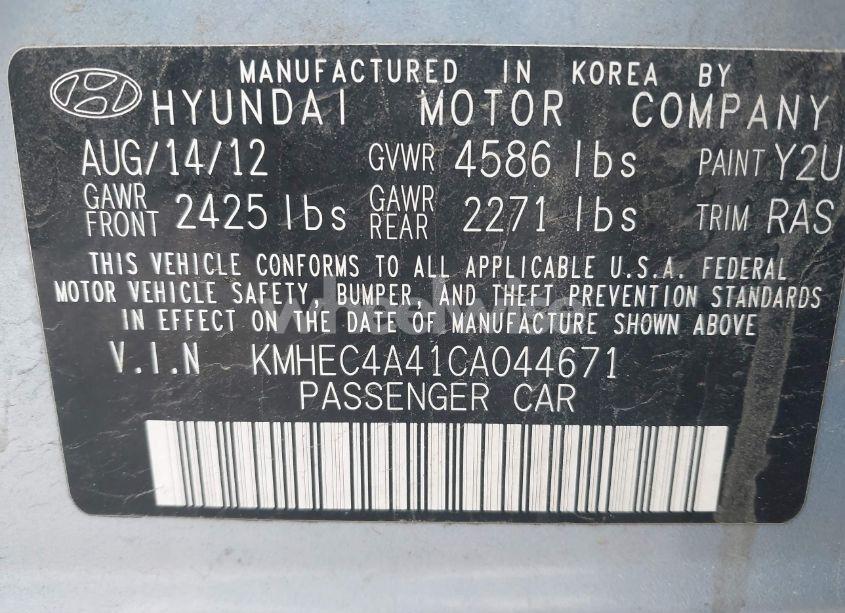 MANUFACTURED IN KOREA BY
HYUNDAI MOTOR COMPANY
AUG/14/12 GVWR 4586 lbs PAINT Y2U
GAWR FRONT 2425 lbs GAWR REAR 2271 lbs TRIM RAS
THIS VEHICLE CONFORMS TO ALL APPLICABLE U.S.A. FEDERAL
MOTOR VEHICLE SAFETY, BUMPER, AND THEFT PREVENTION STANDARDS
IN EFFECT ON THE DATE OF MANUFACTURE SHOWN ABOVE
V.I.N KMHEC4A41CA044671
PASSENGER CAR